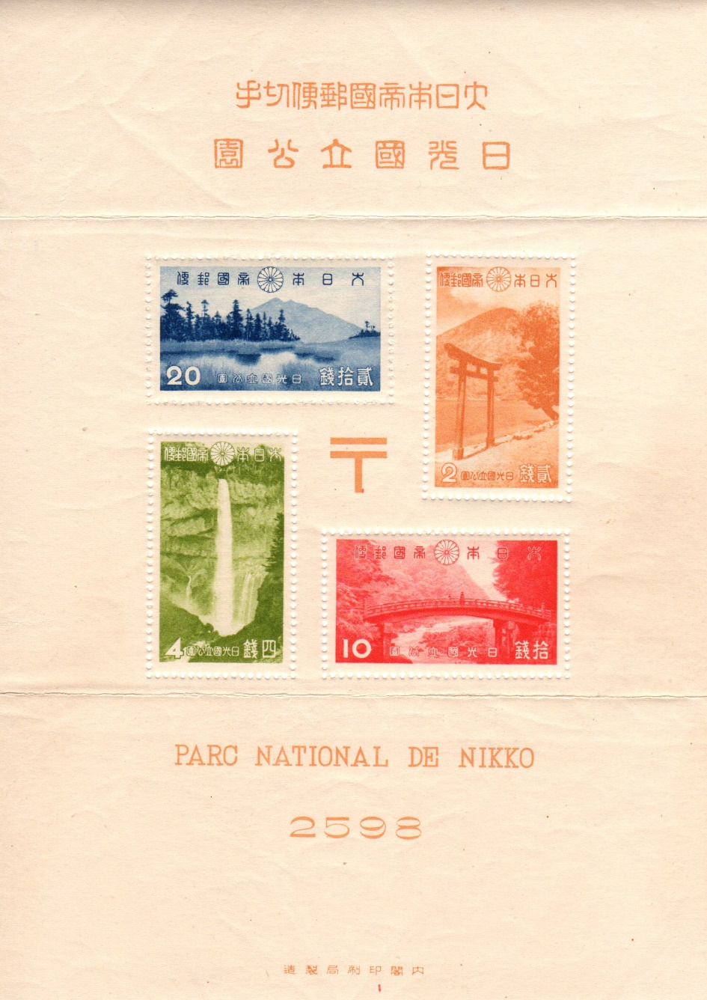 大日本帝國郵便切手
日光國立公園
大日本帝國郵便
20 日光國立公園 貳拾錢
大日本帝國郵便
2 日光國立公園 貳錢
〒
大日本帝國郵便
4 日光國立公園 四錢
大日本帝國郵便
10 日光國立公園 拾錢
PARC NATIONAL DE NIKKO
2598
内閣印刷局製造